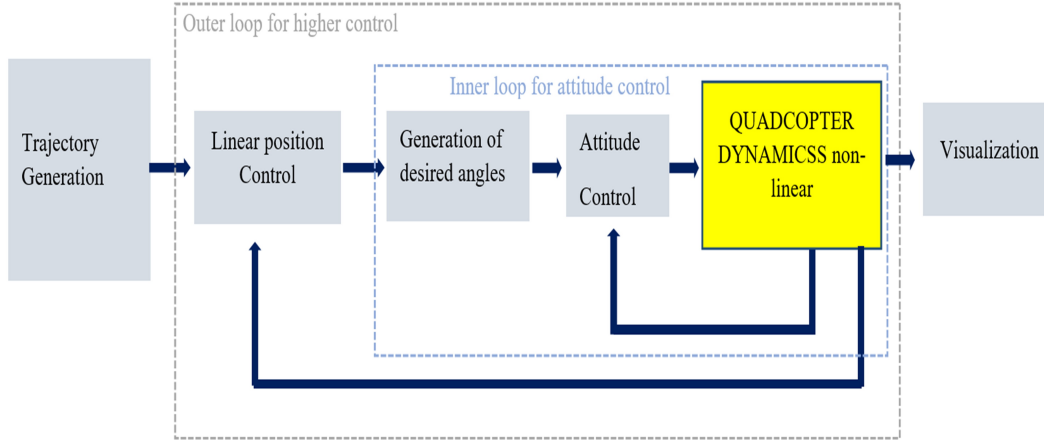 Outer loop for higher control
Inner loop for attitude control
Trajectory
Generation
Linear position
Control
Generation of
desired angles
Attitude
Control
QUADCOPTER
DYNAMICSS non-
linear
Visualization